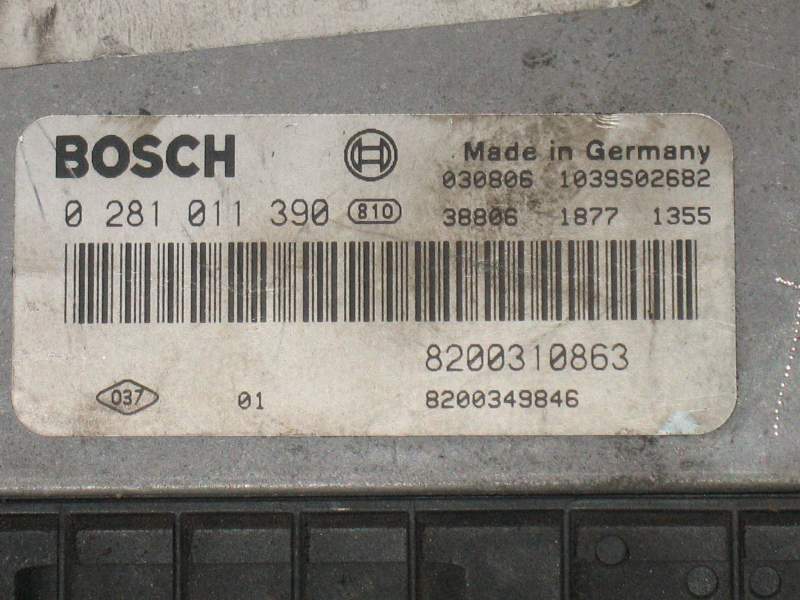 BOSCH
Made in Germany
030806 1039S02682
0 281 011 390 810
38806 1877 1355
8200310863
037 01 8200349846